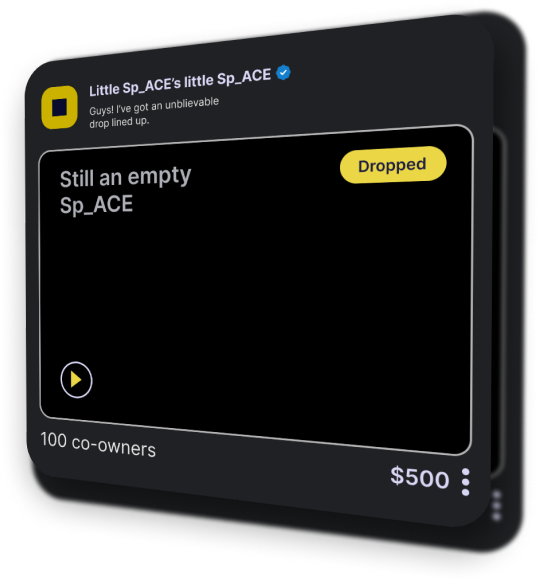 Little Sp_ACE's little Sp_ACE
Guys! I've got an unblievable
drop lined up.
Still an empty
Sp_ACE
Dropped
100 co-owners
$500